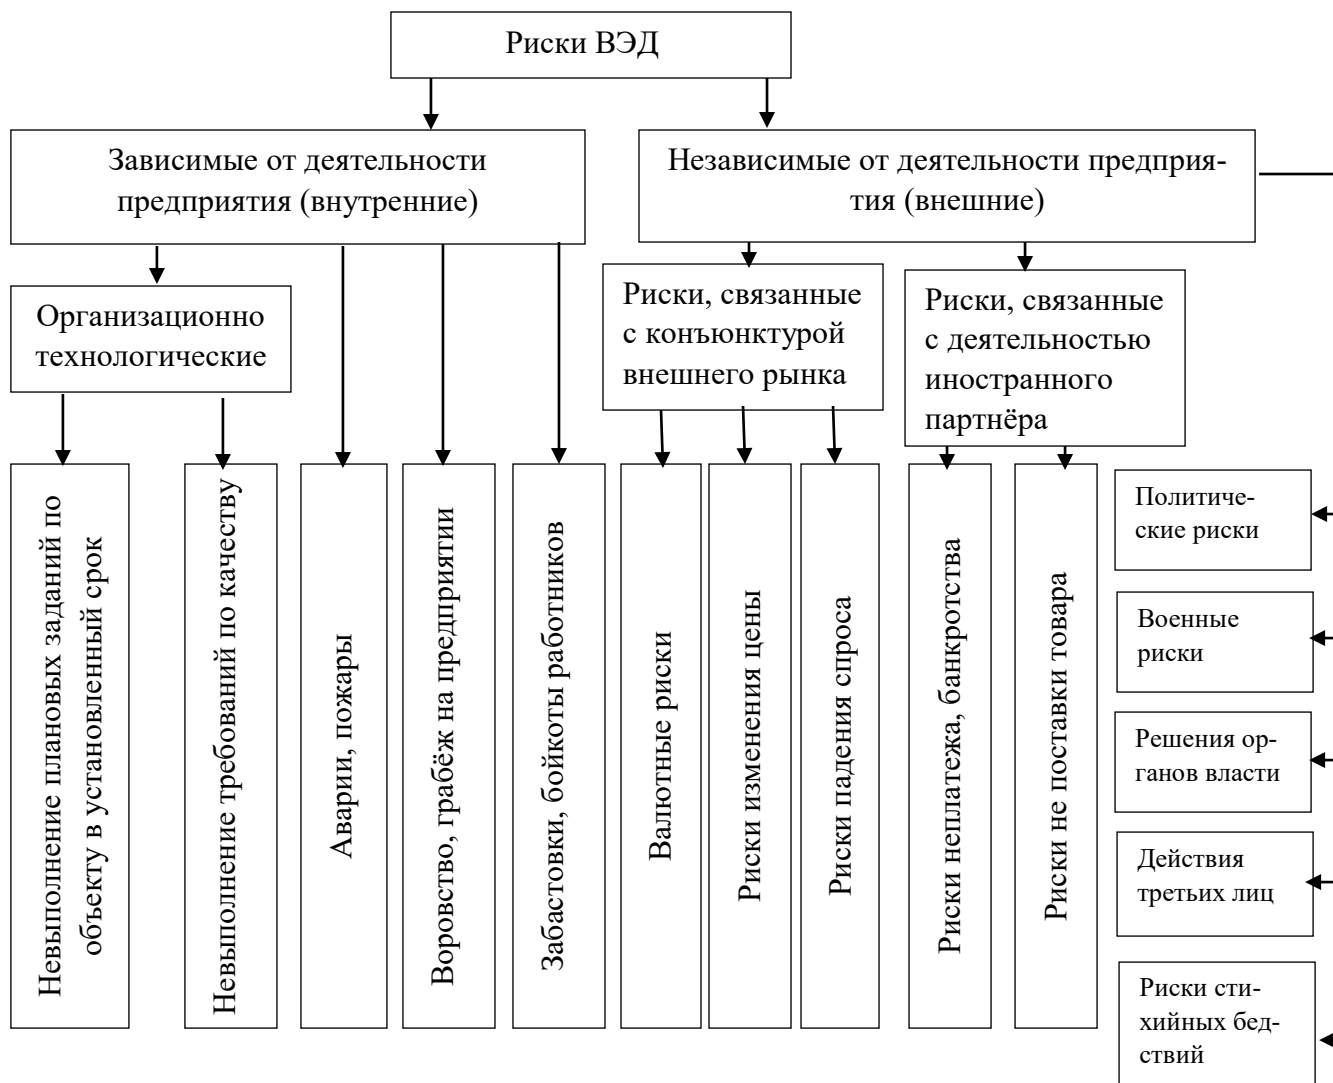 Риски ВЭД
Зависимые от деятельности
предприятия (внутренние)
Независимые от деятельности предприя-
тия (внешние)
Организационно
технологические
Риски, связанные
с конъюнктурой
внешнего рынка
Риски, связанные
с деятельностью
иностранного
партнёра
Невыполнение плановых заданий по
объекту в установленный срок
Невыполнение требований по качеству
Аварии, пожары
Воровство, грабёж на предприятии
Забастовки, бойкоты работников
Валютные риски
Риски изменения цены
Риски падения спроса
Риски неплатежа, банкротства
Риски не поставки товара
Политиче-
ские риски
Военные
риски
Решения ор-
ганов власти
Действия
третьих лиц
Риски сти-
хийных бед-
ствий